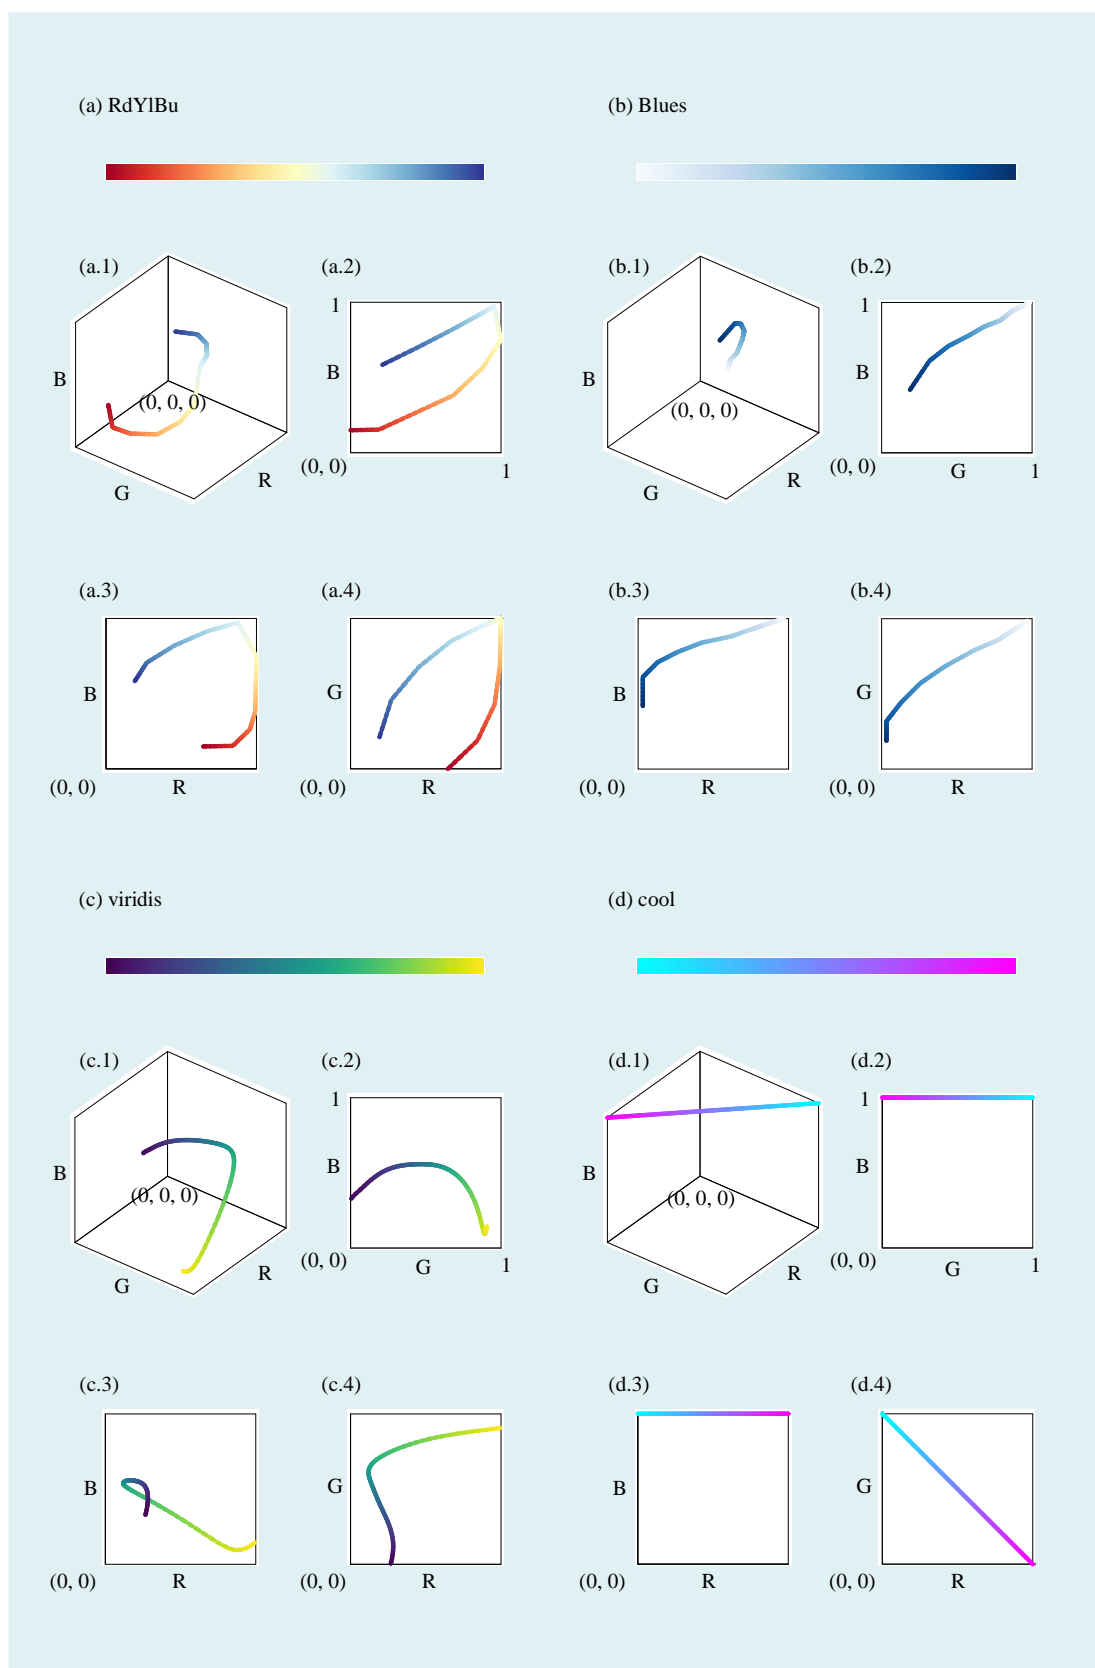 (a) RdYlBu
(b) Blues
(a.1)
(a.2)
(b.1)
(b.2)
1
1
B
B
B
B
(0, 0, 0)
(0, 0, 0)
(0, 0)
1
(0, 0)
G
1
G
R
G
R
(a.3)
(a.4)
(b.3)
(b.4)
B
G
B
G
(0, 0)
R
(0, 0)
R
(0, 0)
R
(0, 0)
R
(c) viridis
(d) cool
(c.1)
(c.2)
(d.1)
(d.2)
1
1
B
B
B
B
(0, 0, 0)
(0, 0, 0)
(0, 0)
G
1
(0, 0)
G
1
G
R
G
R
(c.3)
(c.4)
(d.3)
(d.4)
B
G
B
G
(0, 0)
R
(0, 0)
R
(0, 0)
R
(0, 0)
R